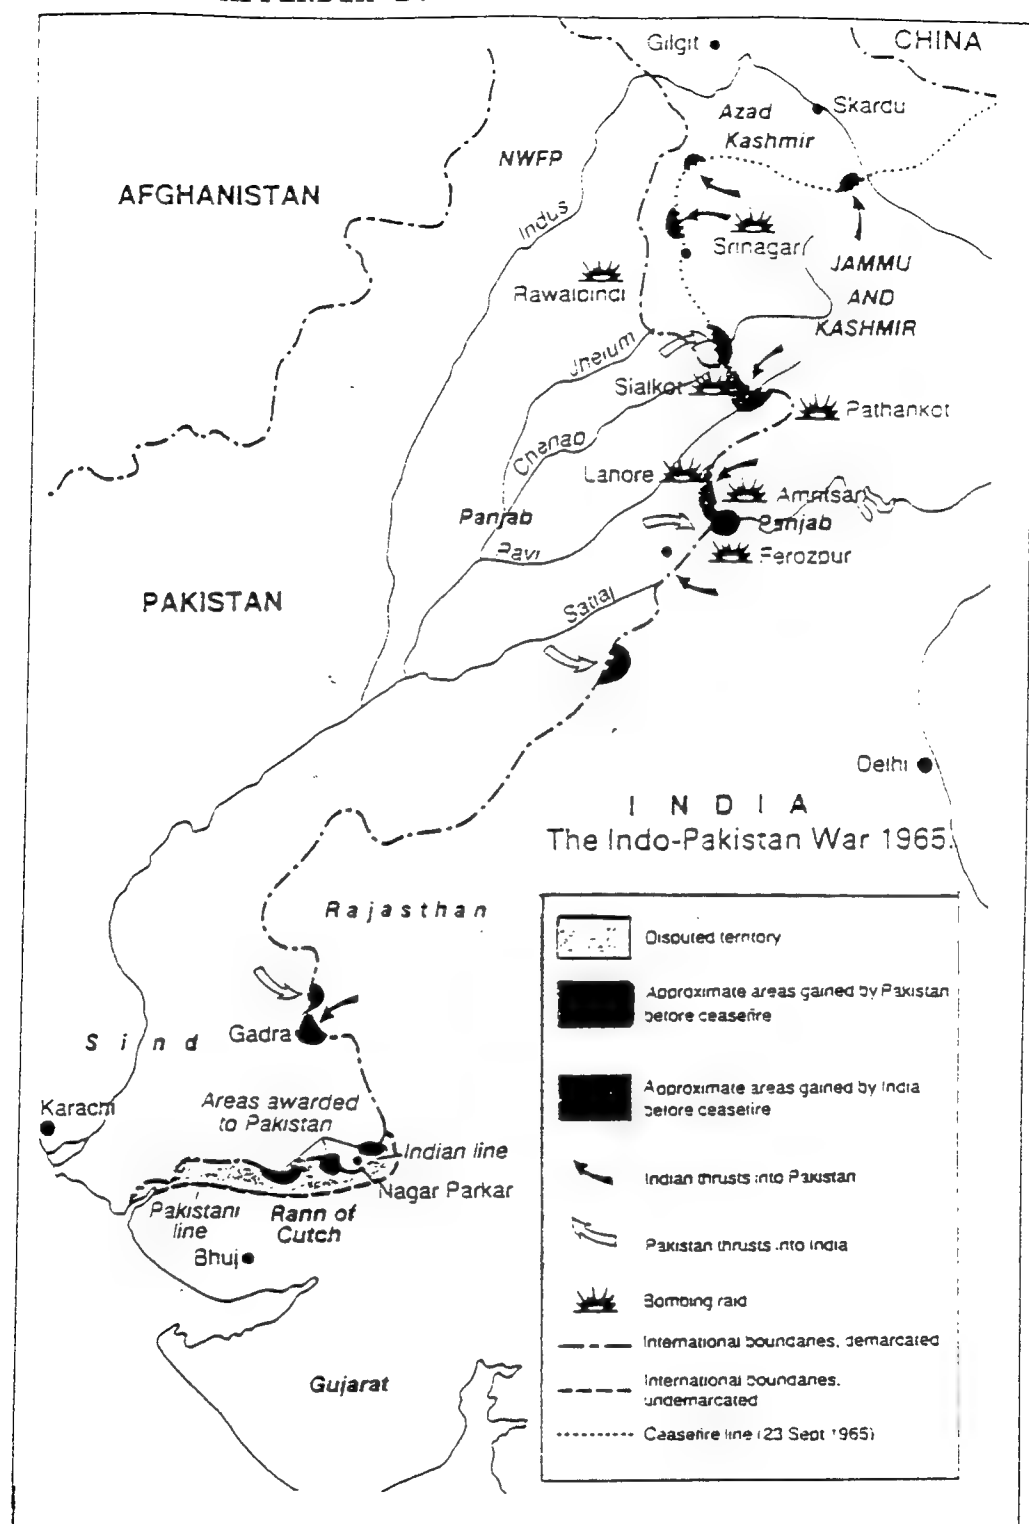 Gilgit
CHINA
Skardu
Azad
Kashmir
NWFP
AFGHANISTAN
Indus
Srinagar
JAMMU
AND
KASHMIR
Rawalpindi
Jhelum
Sialkot
Pathankot
Chenab
Lahore
Amritsar
Panjab
Panjab
Ravi
Ferozpur
PAKISTAN
Satlaj
Delhi
INDIA
The Indo-Pakistan War 1965.
Rajasthan
Disputed territory
Approximate areas gained by Pakistan
before ceasefire
Sind
Gadra
Approximate areas gained by India
before ceasefire
Karachi
Areas awarded
to Pakistan
Indian line
Nagar Parkar
Indian thrusts into Pakistan
Pakistani
line
Rann of
Cutch
Pakistan thrusts into India
Bhuj
Bombing raid
International boundaries, demarcated
International boundaries,
undemarcated
Gujarat
Ceasefire line (23 Sept 1965)